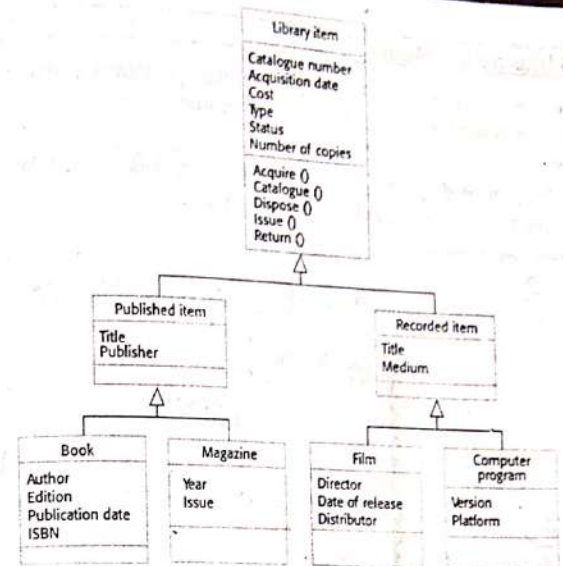 Library item
Catalogue number
Acquisition date
Cost
Type
Status
Number of copies
Acquire ()
Catalogue ()
Dispose ()
Issue ()
Return ()
Published item
Title
Publisher
Recorded item
Title
Medium
Book
Author
Edition
Publication date
ISBN
Magazine
Year
Issue
Film
Director
Date of release
Distributor
Computer
program
Version
Platform